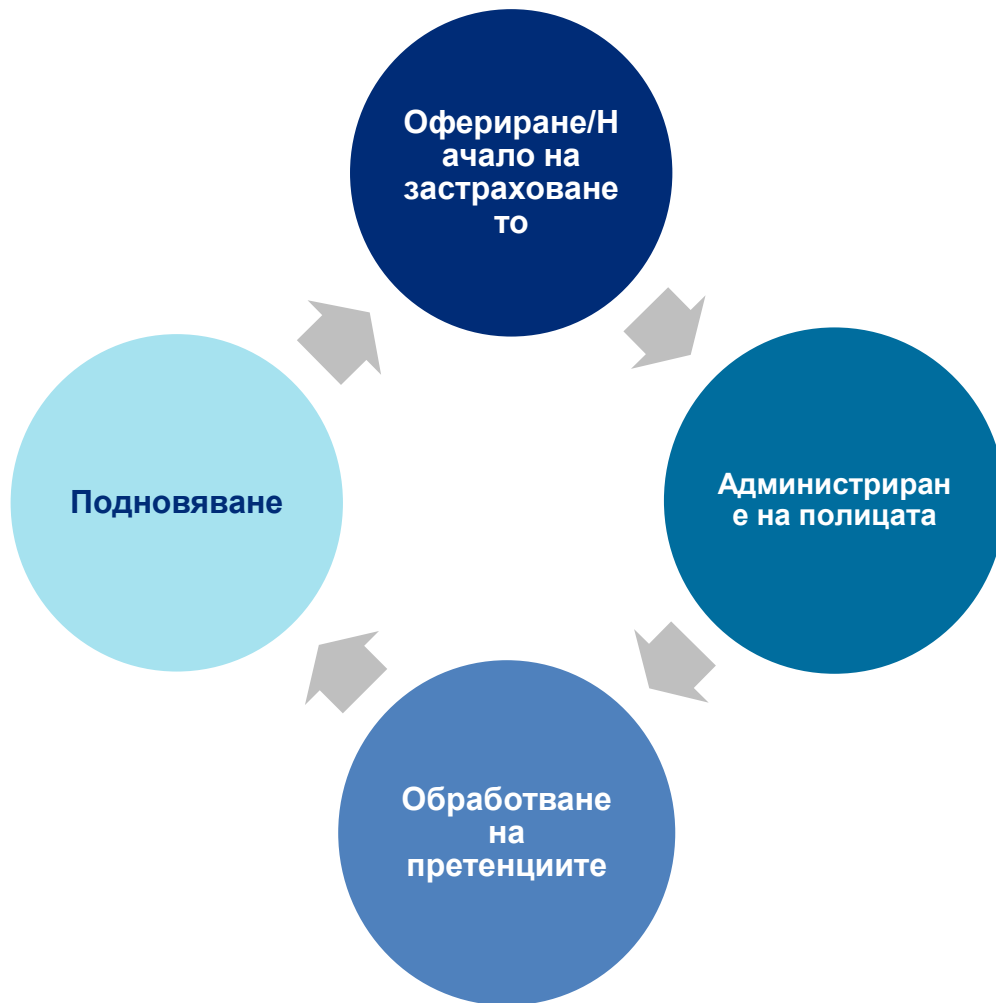 Офериране/Н
ачало на
застраховане
то
Администриран
е на полицата
Обработване
на
претенциите
Подновяване